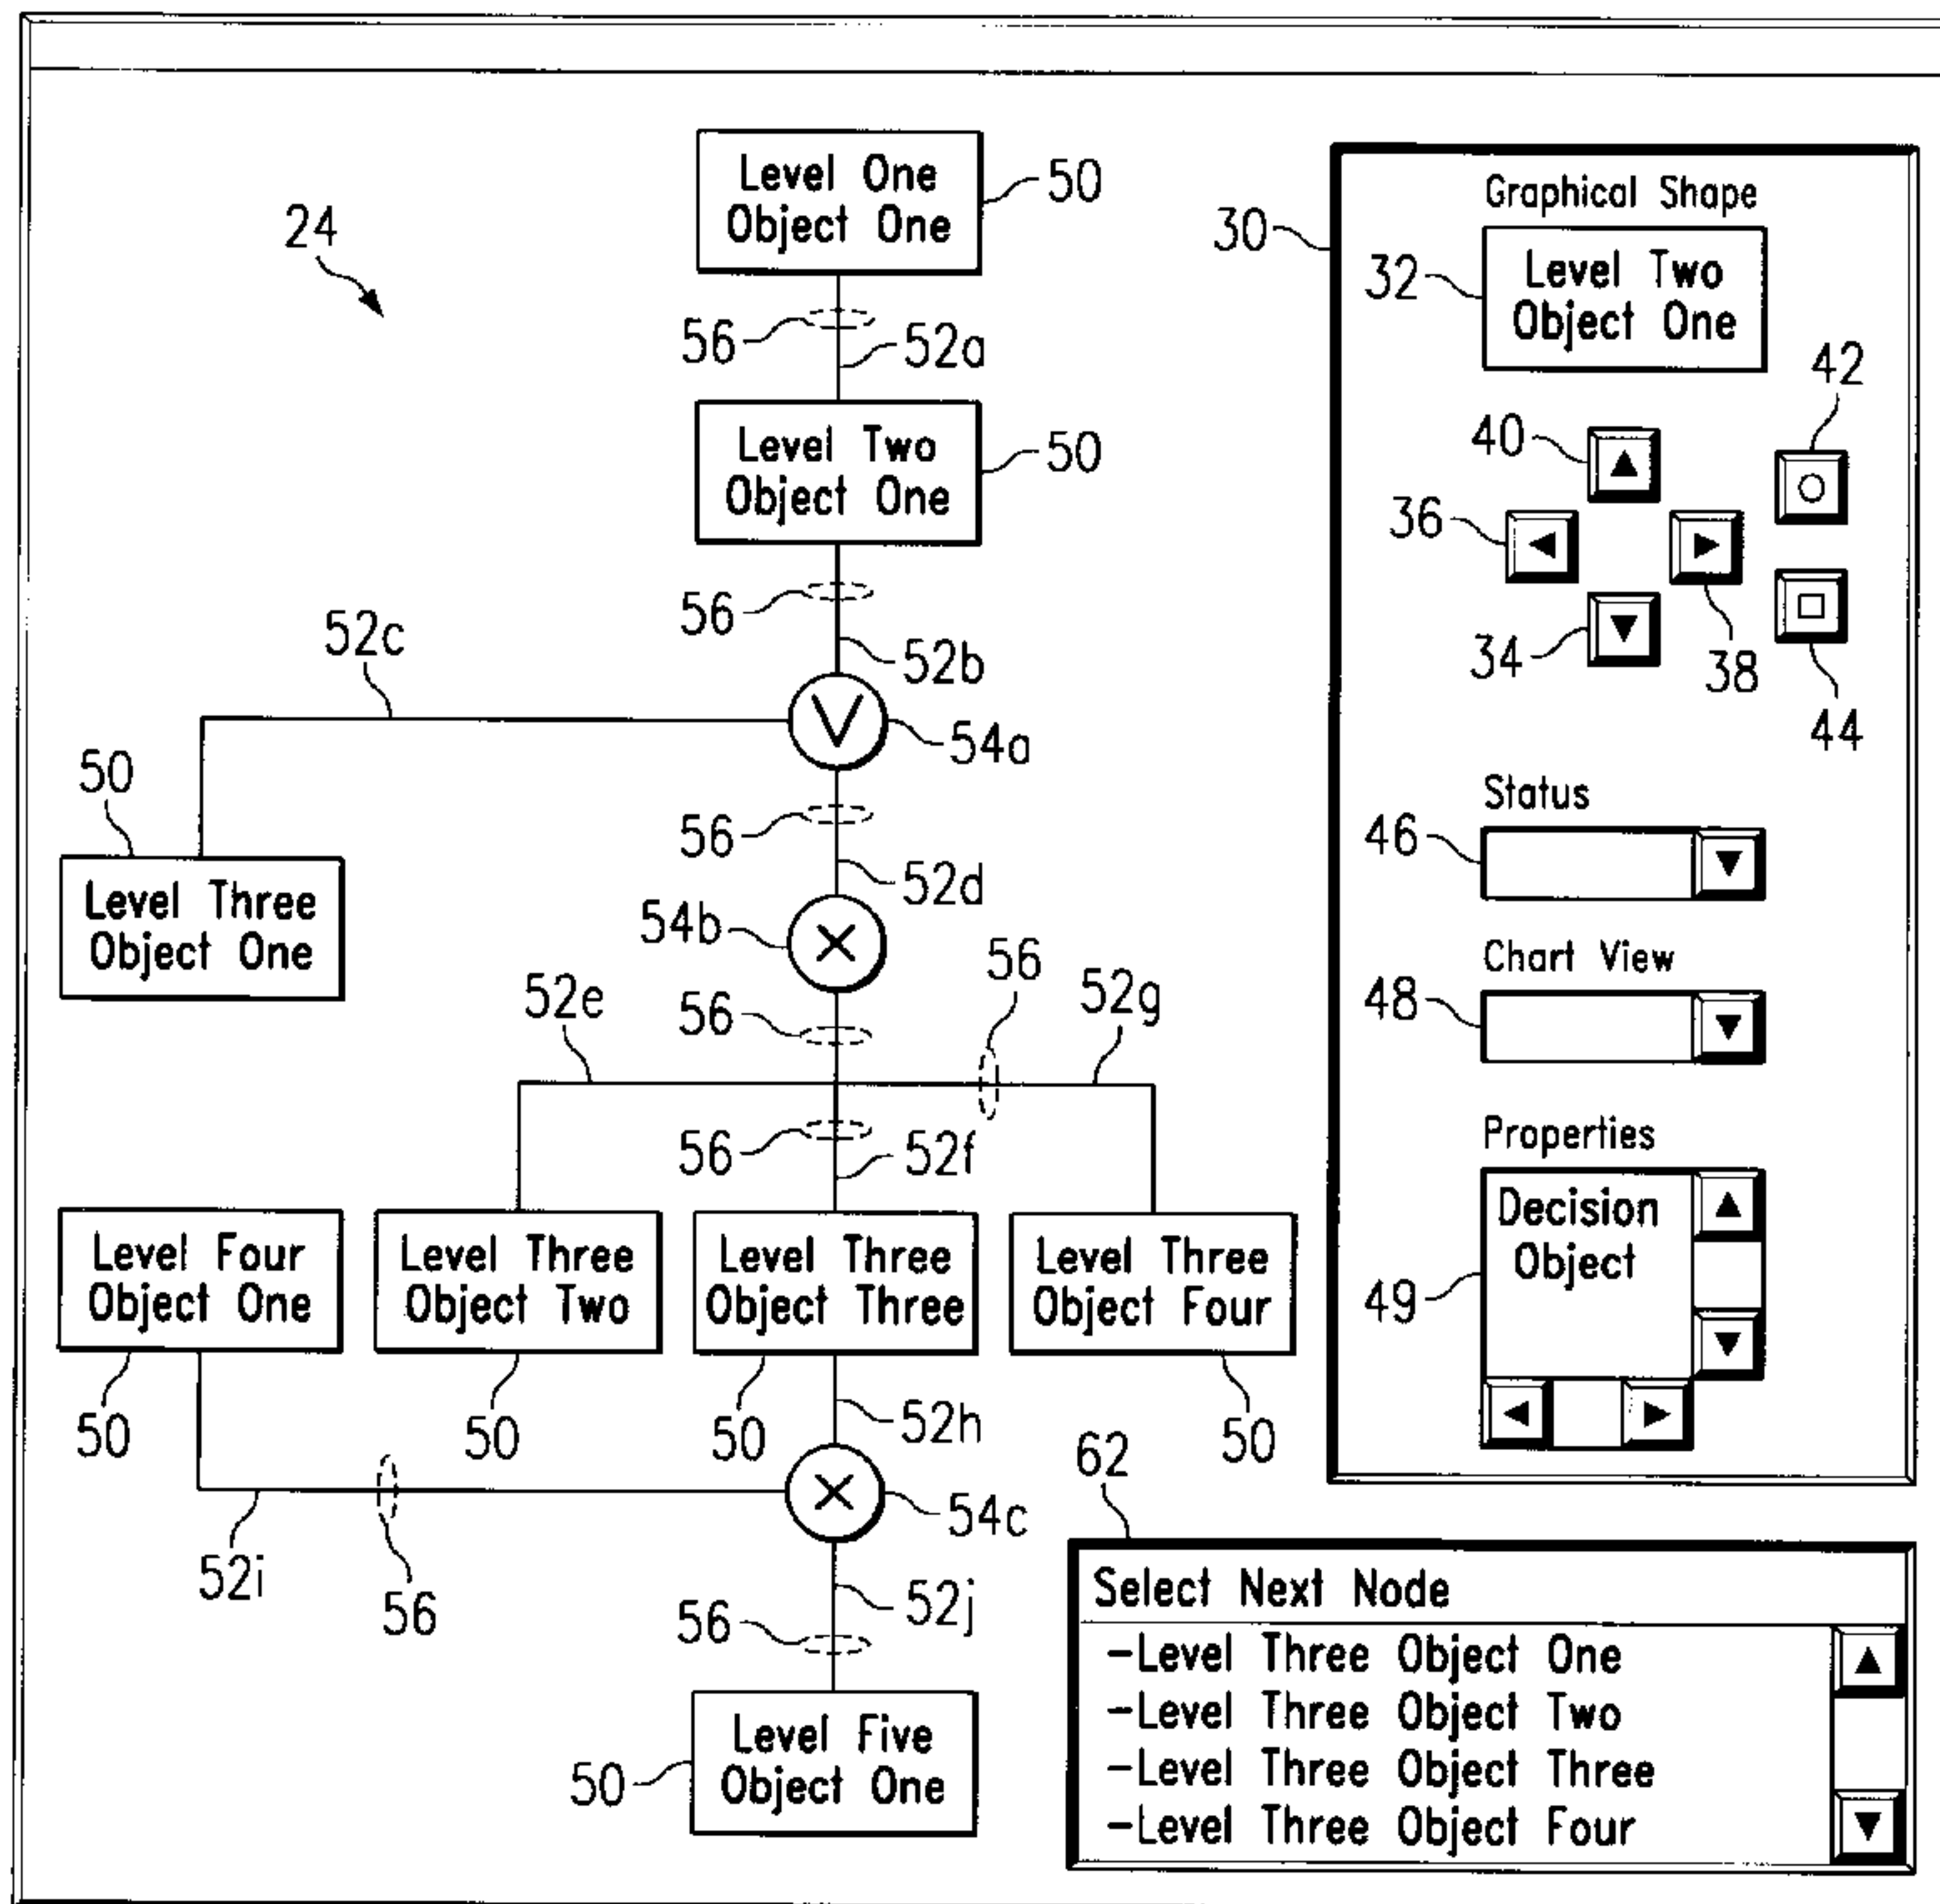 Level One
Object One
50
24
56
52a
Level Two
Object One
50
56
52b
52c
V
54a
50
Level Three
Object One
56
52d
54b
X
56
52e
56
52g
56
52f
Level Four
Object One
Level Three
Object Two
Level Three
Object Three
Level Three
Object Four
50
50
50
52h
50
X
54c
52i
56
52j
56
Level Five
Object One
50
30
Graphical Shape
32
Level Two
Object One
42
40
36
34
38
44
Status
46
Chart View
48
Properties
Decision
Object
49
62
Select Next Node
-Level Three Object One
-Level Three Object Two
-Level Three Object Three
-Level Three Object Four